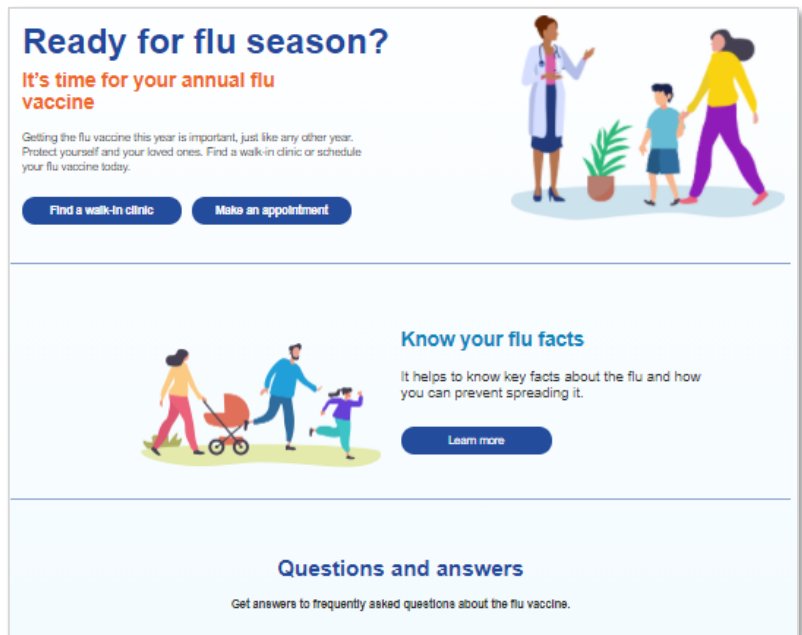 Ready for flu season?
It's time for your annual flu
vaccine
Getting the flu vaccine this year is important, just like any other year.
Protect yourself and your loved ones. Find a walk-in clinic or schedule
your flu vaccine today.
Find a walk-in clinic
Make an appointment
Know your flu facts
It helps to know key facts about the flu and how
you can prevent spreading it.
Learn more
Questions and answers
Get answers to frequently asked questions about the flu vaccine.